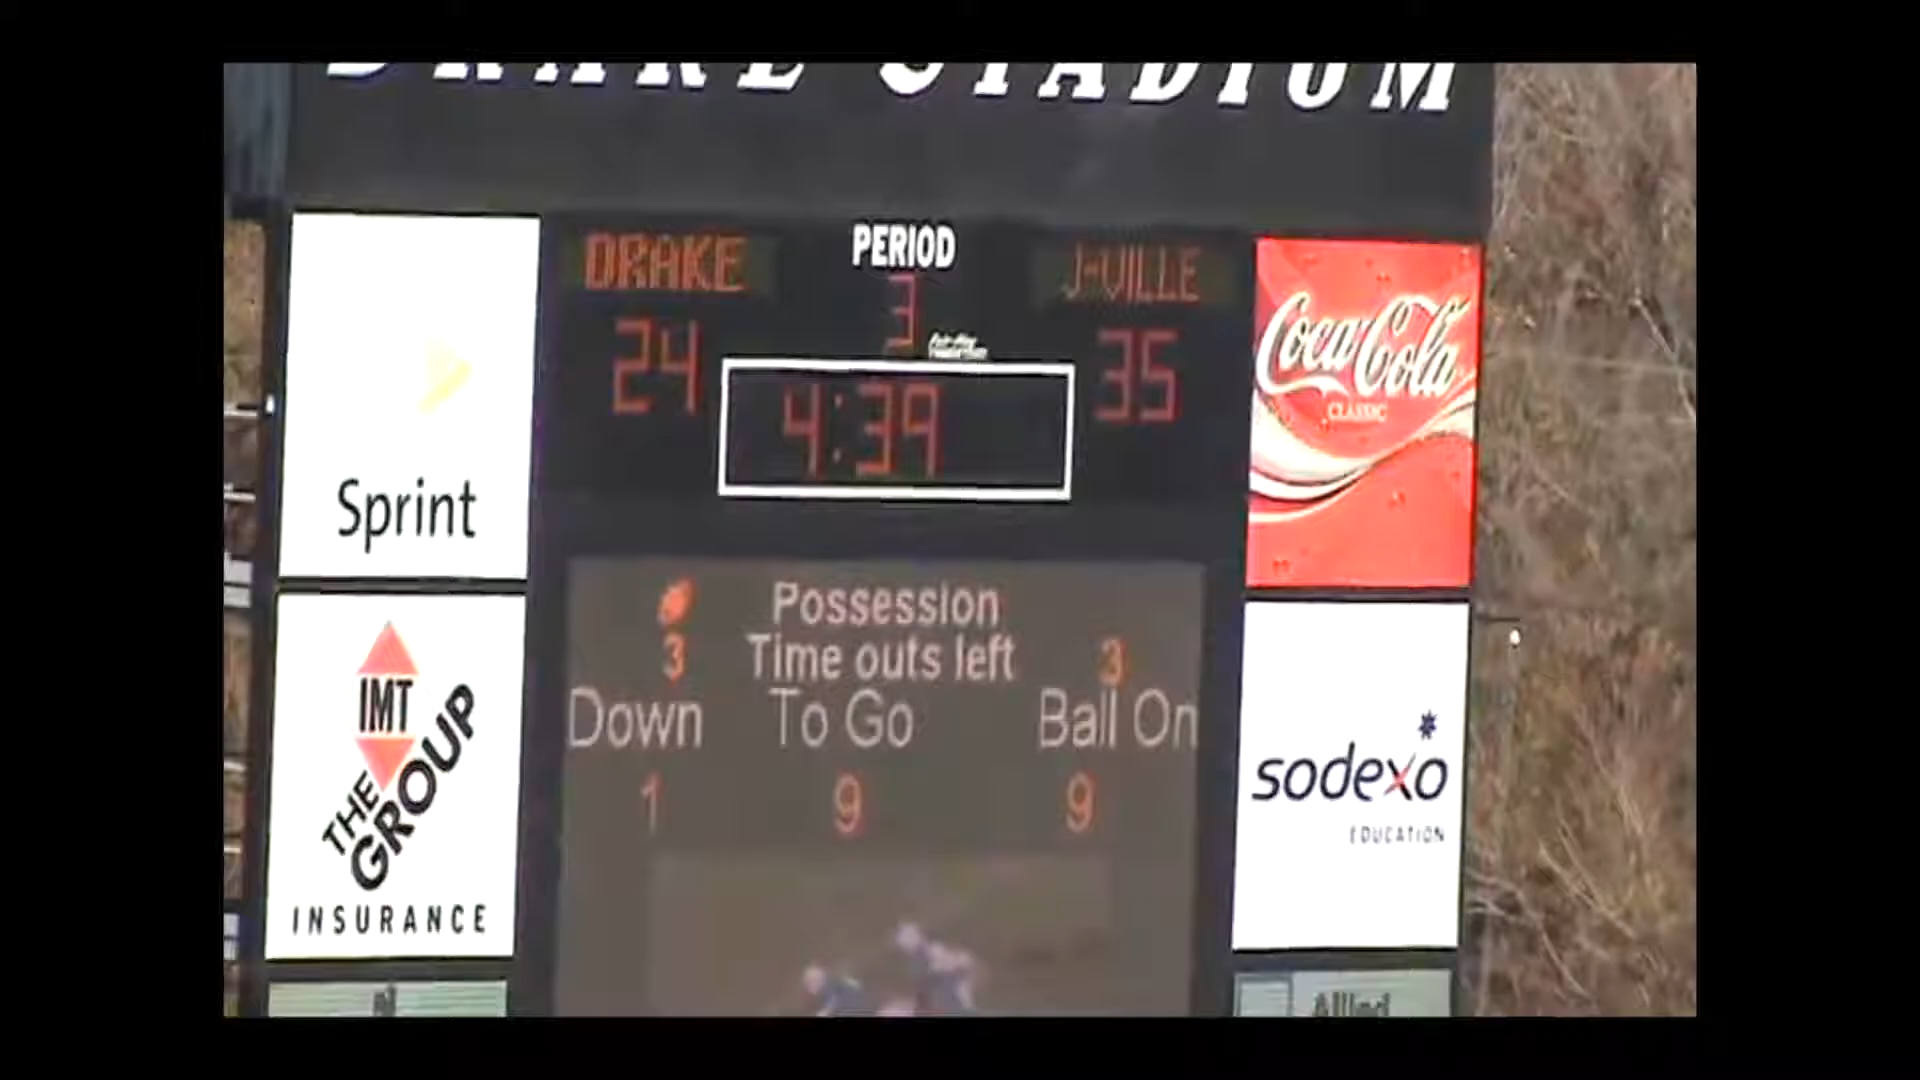 DRAKE STADIUM
DRAKE PERIOD J-VILLE
24 3 35
4:39
Sprint
Coca-Cola
CLASSIC
Possession
3 Time outs left 3
Down To Go Ball On
1 9 9
IMT
THE
GROUP
INSURANCE
sodexo
EDUCATION
Allied